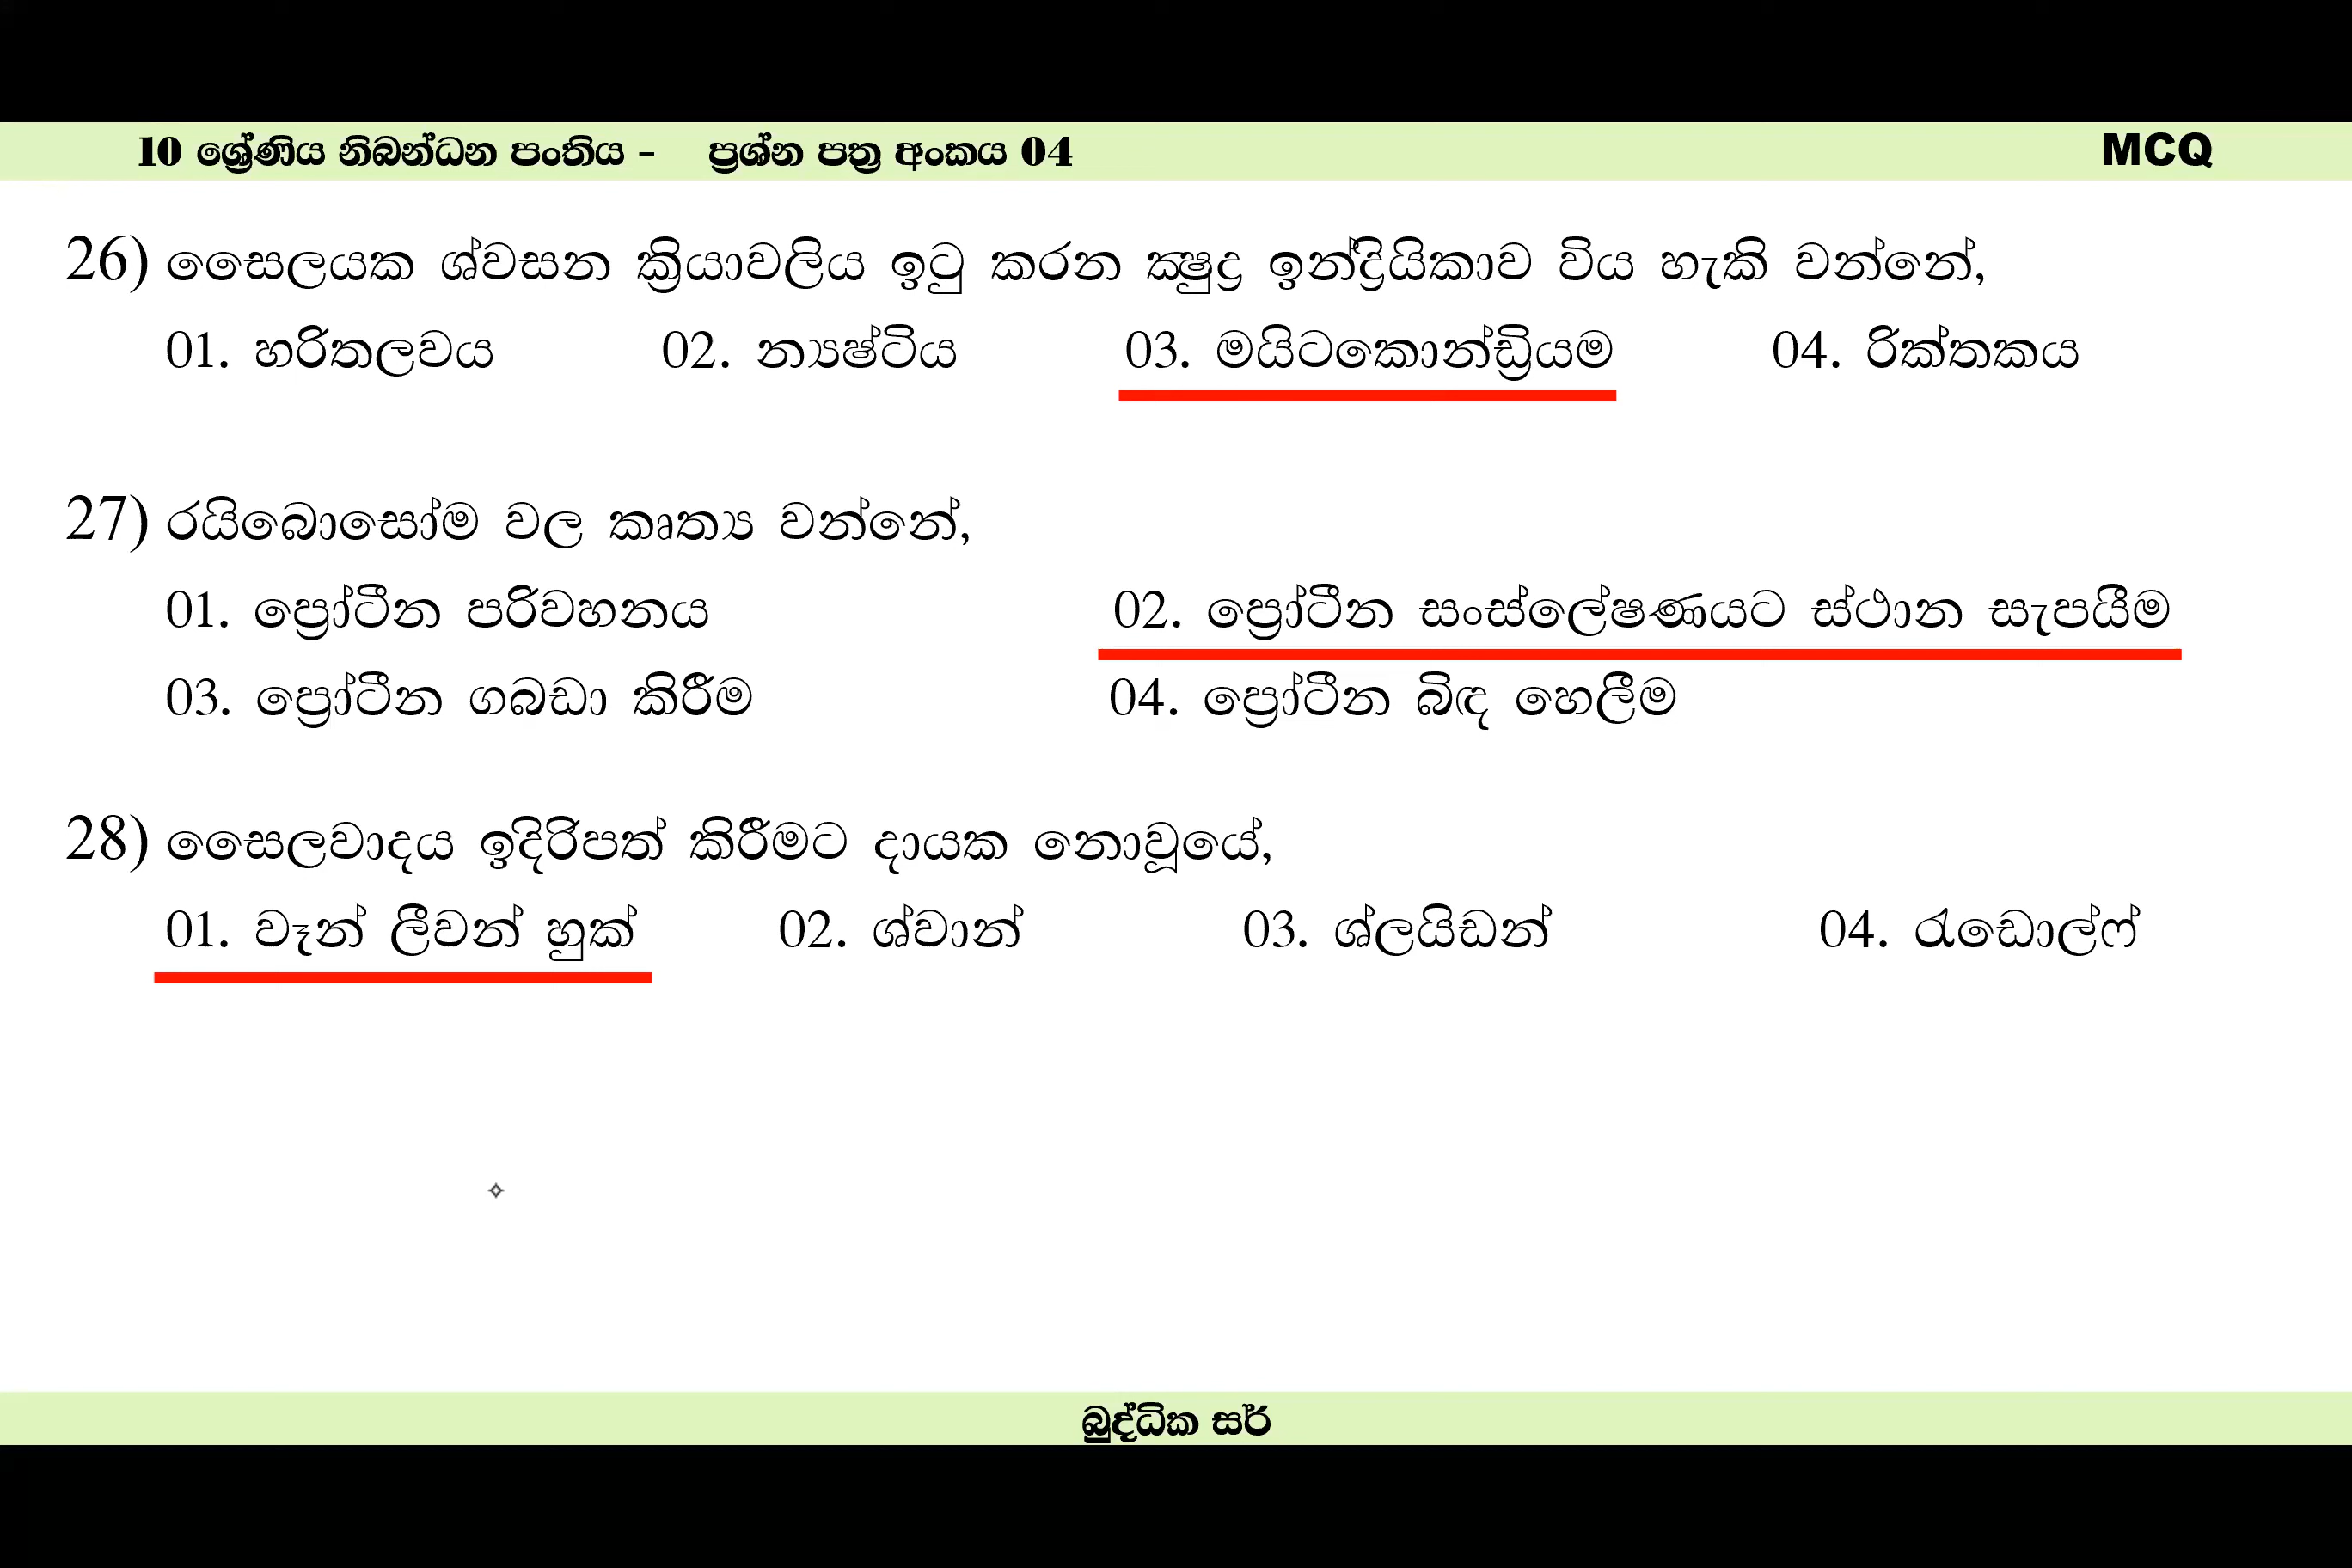 10 ශ්‍රේණිය නිබන්ධන පංතිය - ප්‍රශ්න පත්‍ර අංකය 04 MCQ
26) සෛලයක ශ්වසන ක්‍රියාවලිය ඉටු කරන ක්‍ෂුද්‍ර ඉන්ද්‍රියිකාව විය හැකි වන්නේ,
01. හරිතලවය 02. න්‍යෂ්ටිය 03. මයිටකොන්ඩ්‍රියම 04. රික්තකය
27) රයිබොසෝම වල කෘත්‍ය වන්නේ,
01. ප්‍රෝටීන පරිවහනය 02. ප්‍රෝටීන සංස්ලේෂණයට ස්ථාන සැපයීම
03. ප්‍රෝටීන ගබඩා කිරීම 04. ප්‍රෝටීන බිඳ හෙලීම
28) සෛලවාදය ඉදිරිපත් කිරීමට දායක නොවූයේ,
01. වෑන් ලීවන් හුක් 02. ශ්වාන් 03. ශ්ලයිඩන් 04. රැඩොල්ෆ්
බුද්ධික සර්